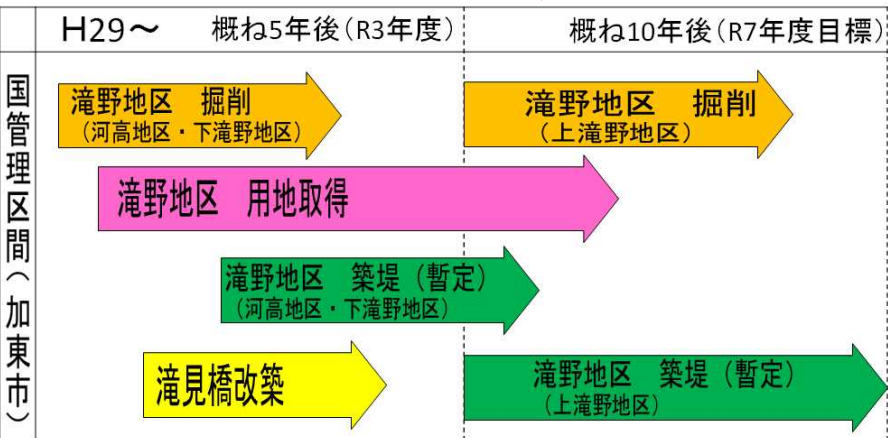 H29～ 概ね5年後(R3年度) 概ね10年後(R7年度目標)
国管理区間(加東市)
滝野地区 掘削
(河高地区・下滝野地区)
滝野地区 掘削
(上滝野地区)
滝野地区 用地取得
滝野地区 築堤(暫定)
(河高地区・下滝野地区)
滝見橋改築
滝野地区 築堤(暫定)
(上滝野地区)